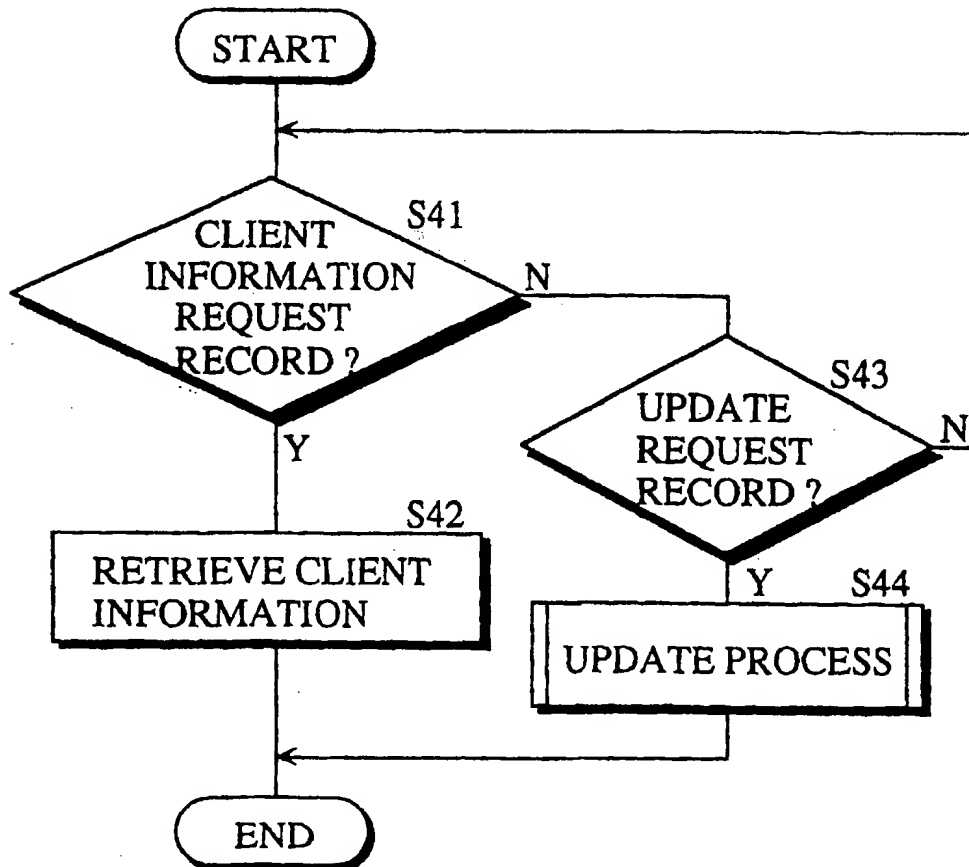 START
S41
CLIENT
INFORMATION
REQUEST
RECORD ?
N
Y
S43
UPDATE
REQUEST
RECORD ?
N
Y
S42
RETRIEVE CLIENT
INFORMATION
S44
UPDATE PROCESS
END